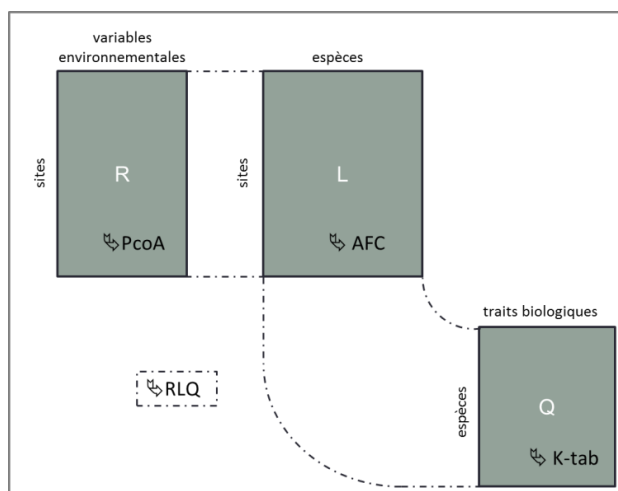 variables
environnementales
espèces
sites
R
PcoA
sites
L
AFC
traits biologiques
espèces
Q
K-tab
RLQ